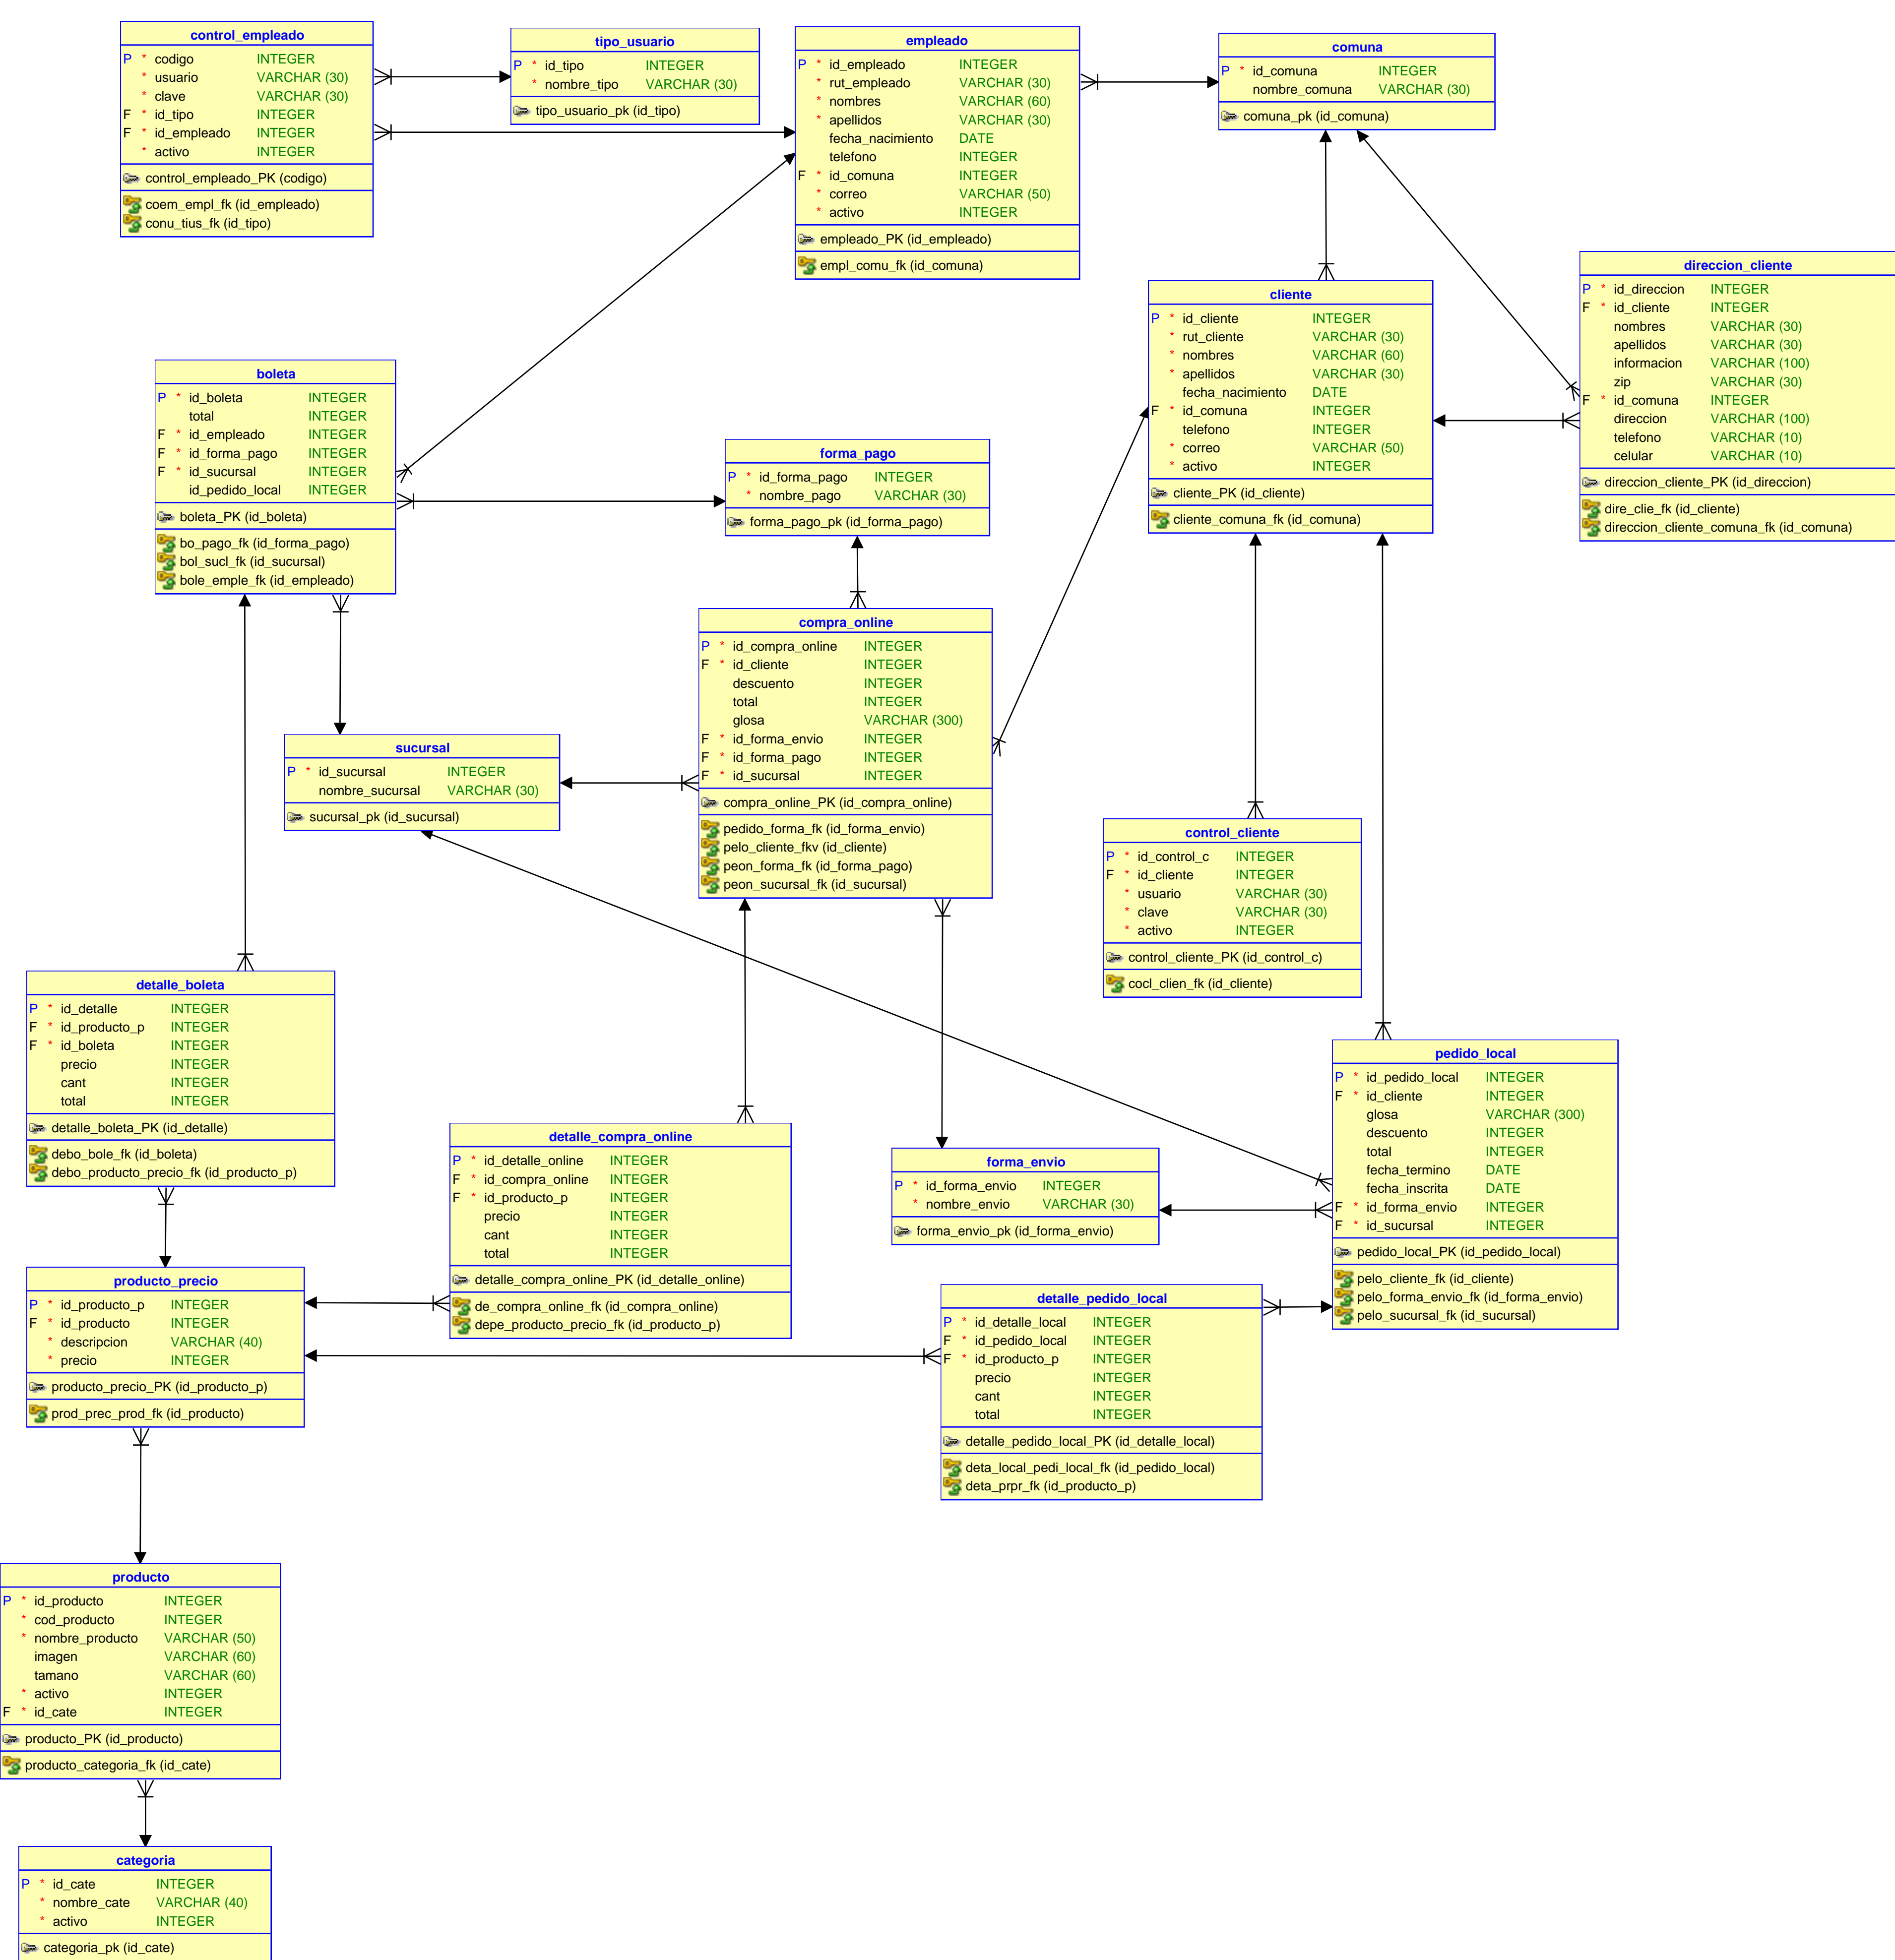 control_empleado
P * codigo INTEGER
* usuario VARCHAR (30)
* clave VARCHAR (30)
F * id_tipo INTEGER
F * id_empleado INTEGER
* activo INTEGER
control_empleado_PK (codigo)
coem_empl_fk (id_empleado)
conu_tius_fk (id_tipo)
tipo_usuario
P * id_tipo INTEGER
* nombre_tipo VARCHAR (30)
tipo_usuario_pk (id_tipo)
empleado
P * id_empleado INTEGER
* rut_empleado VARCHAR (30)
* nombres VARCHAR (60)
* apellidos VARCHAR (30)
fecha_nacimiento DATE
telefono INTEGER
F * id_comuna INTEGER
* correo VARCHAR (50)
* activo INTEGER
empleado_PK (id_empleado)
empl_comu_fk (id_comuna)
comuna
P * id_comuna INTEGER
nombre_comuna VARCHAR (30)
comuna_pk (id_comuna)
direccion_cliente
P * id_direccion INTEGER
F * id_cliente INTEGER
nombres VARCHAR (30)
apellidos VARCHAR (30)
informacion VARCHAR (100)
zip VARCHAR (30)
F * id_comuna INTEGER
direccion VARCHAR (100)
telefono VARCHAR (10)
celular VARCHAR (10)
direccion_cliente_PK (id_direccion)
dire_clie_fk (id_cliente)
direccion_cliente_comuna_fk (id_comuna)
cliente
P * id_cliente INTEGER
* rut_cliente VARCHAR (30)
* nombres VARCHAR (60)
* apellidos VARCHAR (30)
fecha_nacimiento DATE
F * id_comuna INTEGER
telefono INTEGER
* correo VARCHAR (50)
* activo INTEGER
cliente_PK (id_cliente)
cliente_comuna_fk (id_comuna)
boleta
P * id_boleta INTEGER
total INTEGER
F * id_empleado INTEGER
F * id_forma_pago INTEGER
F * id_sucursal INTEGER
id_pedido_local INTEGER
boleta_PK (id_boleta)
bo_pago_fk (id_forma_pago)
bol_sucl_fk (id_sucursal)
bole_emple_fk (id_empleado)
forma_pago
P * id_forma_pago INTEGER
* nombre_pago VARCHAR (30)
forma_pago_pk (id_forma_pago)
compra_online
P * id_compra_online INTEGER
F * id_cliente INTEGER
descuento INTEGER
total INTEGER
glosa VARCHAR (300)
F * id_forma_envio INTEGER
F * id_forma_pago INTEGER
F * id_sucursal INTEGER
compra_online_PK (id_compra_online)
pedido_forma_fk (id_forma_envio)
pelo_cliente_fkv (id_cliente)
peon_forma_fk (id_forma_pago)
peon_sucursal_fk (id_sucursal)
sucursal
P * id_sucursal INTEGER
nombre_sucursal VARCHAR (30)
sucursal_pk (id_sucursal)
control_cliente
P * id_control_c INTEGER
F * id_cliente INTEGER
* usuario VARCHAR (30)
* clave VARCHAR (30)
* activo INTEGER
control_cliente_PK (id_control_c)
cocl_clien_fk (id_cliente)
detalle_boleta
P * id_detalle INTEGER
F * id_producto_p INTEGER
F * id_boleta INTEGER
precio INTEGER
cant INTEGER
total INTEGER
detalle_boleta_PK (id_detalle)
debo_bole_fk (id_boleta)
debo_producto_precio_fk (id_producto_p)
pedido_local
P * id_pedido_local INTEGER
F * id_cliente INTEGER
glosa VARCHAR (300)
descuento INTEGER
total INTEGER
fecha_termino DATE
fecha_inscrita DATE
F * id_forma_envio INTEGER
F * id_sucursal INTEGER
pedido_local_PK (id_pedido_local)
pelo_cliente_fk (id_cliente)
pelo_forma_envio_fk (id_forma_envio)
pelo_sucursal_fk (id_sucursal)
detalle_compra_online
P * id_detalle_online INTEGER
F * id_compra_online INTEGER
F * id_producto_p INTEGER
precio INTEGER
cant INTEGER
total INTEGER
detalle_compra_online_PK (id_detalle_online)
de_compra_online_fk (id_compra_online)
depe_producto_precio_fk (id_producto_p)
forma_envio
P * id_forma_envio INTEGER
* nombre_envio VARCHAR (30)
forma_envio_pk (id_forma_envio)
producto_precio
P * id_producto_p INTEGER
F * id_producto INTEGER
* descripcion VARCHAR (40)
* precio INTEGER
producto_precio_PK (id_producto_p)
prod_prec_prod_fk (id_producto)
detalle_pedido_local
P * id_detalle_local INTEGER
F * id_pedido_local INTEGER
F * id_producto_p INTEGER
precio INTEGER
cant INTEGER
total INTEGER
detalle_pedido_local_PK (id_detalle_local)
deta_local_pedi_local_fk (id_pedido_local)
deta_prpr_fk (id_producto_p)
producto
P * id_producto INTEGER
* cod_producto INTEGER
* nombre_producto VARCHAR (50)
imagen VARCHAR (60)
tamano VARCHAR (60)
* activo INTEGER
F * id_cate INTEGER
producto_PK (id_producto)
producto_categoria_fk (id_cate)
categoria
P * id_cate INTEGER
* nombre_cate VARCHAR (40)
* activo INTEGER
categoria_pk (id_cate)